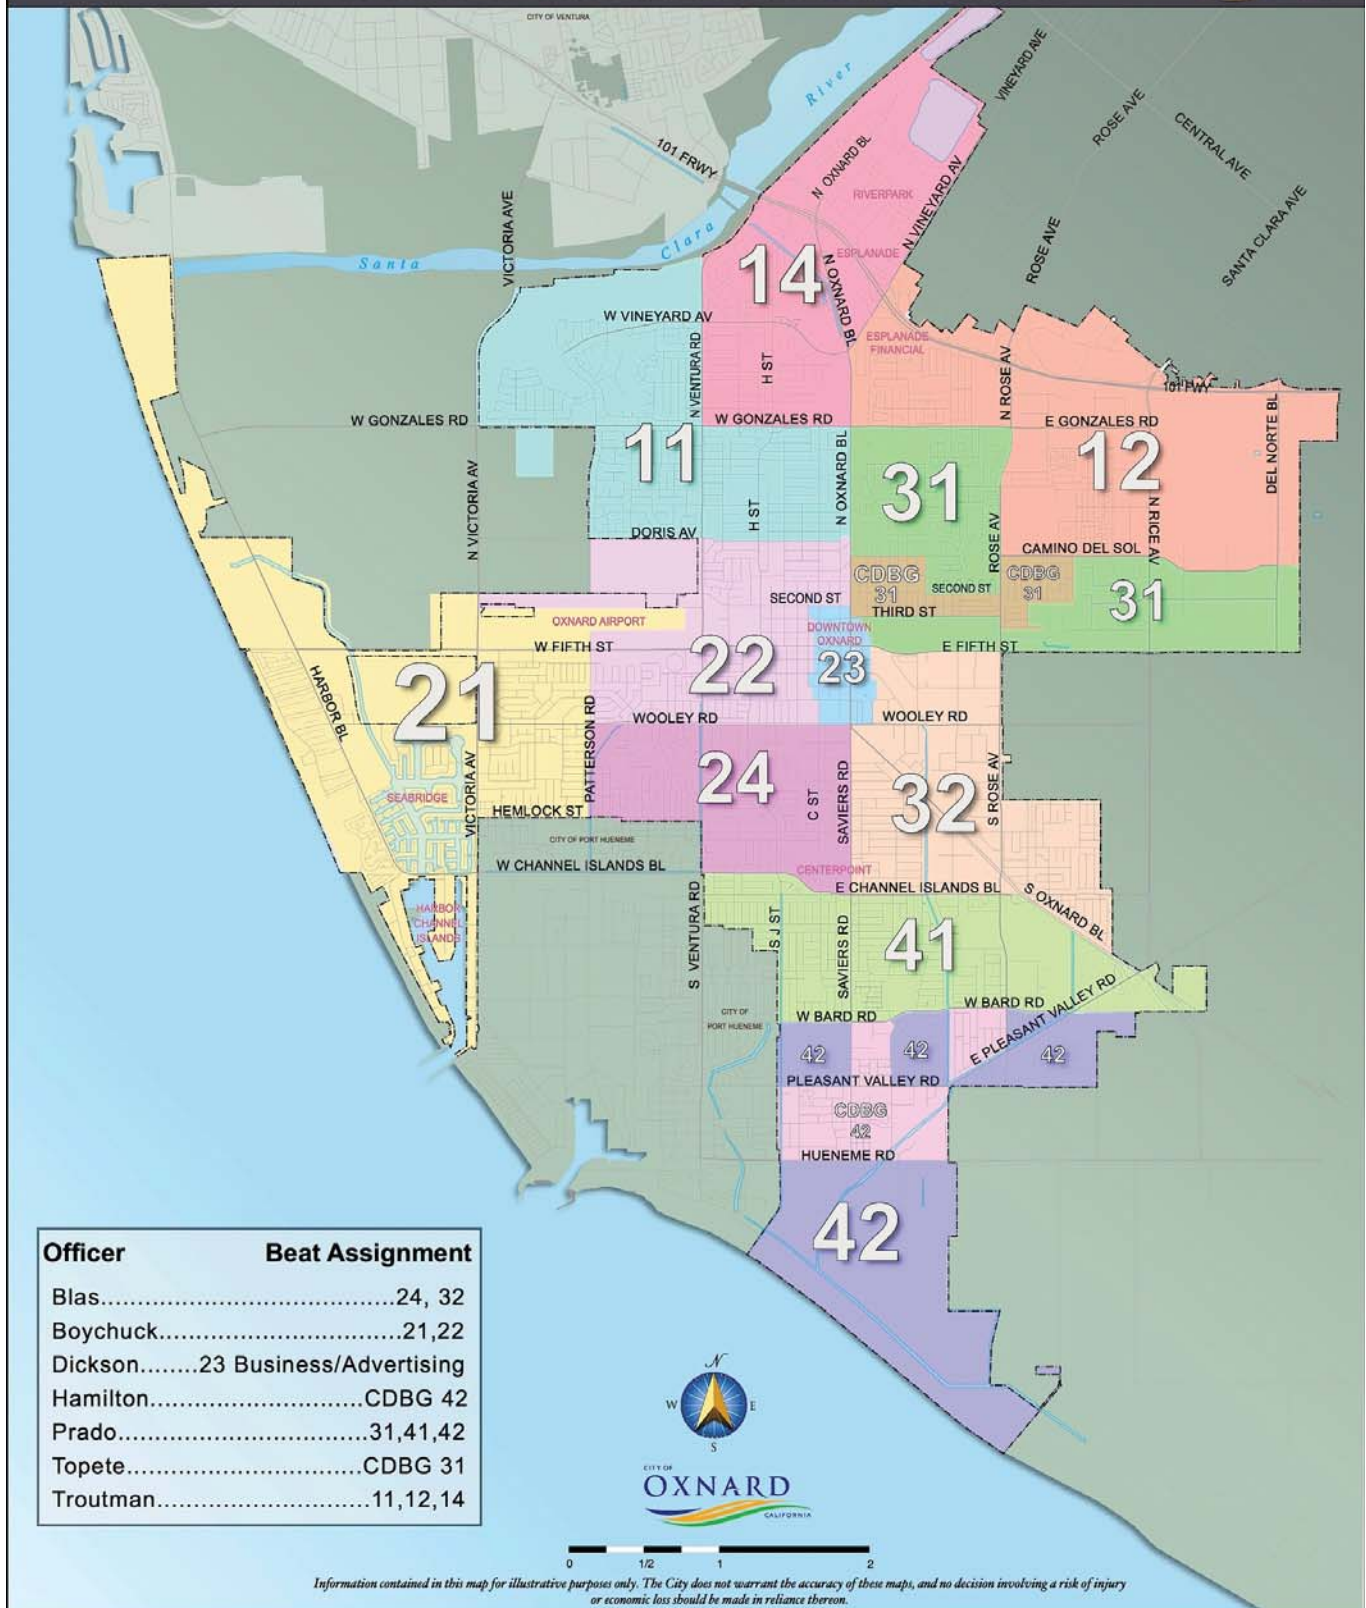 CITY OF VENTURA
VINEYARD AVE
River
ROSE AVE
CENTRAL AVE
101 FRWY
N OXNARD BL
RIVERPARK
N VINEYARD AV
SANTA CLARA AVE
VICTORIA AVE
Clara
ROSE AVE
Santa
14
N OXNARD BL
ESPLANADE
W VINEYARD AV
N VENTURA RD
H ST
ESPLANADE
FINANCIAL
N ROSE AV
101 FWY
W GONZALES RD
W GONZALES RD
E GONZALES RD
DEL NORTE BL
11
N OXNARD BL
31
12
N VICTORIA AV
H ST
N RICE AV
DORIS AV
ROSE AV
CAMINO DEL SOL
CDBG
31
SECOND ST
CDBG
31
SECOND ST
31
THIRD ST
OXNARD AIRPORT
DOWNTOWN
OXNARD
W FIFTH ST
22
23
E FIFTH ST
HARBOR BL
21
PATTERSON RD
WOOLEY RD
WOOLEY RD
24
32
S ROSE AV
VICTORIA AV
SEABRIDGE
C ST
SAVIERS RD
HEMLOCK ST
CITY OF PORT HUENEME
W CHANNEL ISLANDS BL
CENTERPOINT
E CHANNEL ISLANDS BL
S OXNARD BL
HARBOR
CHANNEL
ISLANDS
S VENTURA RD
S J ST
SAVIERS RD
41
CITY OF
PORT HUENEME
W BARD RD
W BARD RD
E PLEASANT VALLEY RD
42
42
42
PLEASANT VALLEY RD
CDBG
42
HUENEME RD
42
Officer Beat Assignment
Blas.......................................24, 32
Boychuck................................21,22
Dickson........23 Business/Advertising
Hamilton............................CDBG 42
Prado.................................31,41,42
Topete...............................CDBG 31
Troutman............................11,12,14
N
W E
S
CITY OF
OXNARD
CALIFORNIA
0 1/2 1 2
Information contained in this map for illustrative purposes only. The City does not warrant the accuracy of these maps, and no decision involving a risk of injury
or economic loss should be made in reliance thereon.